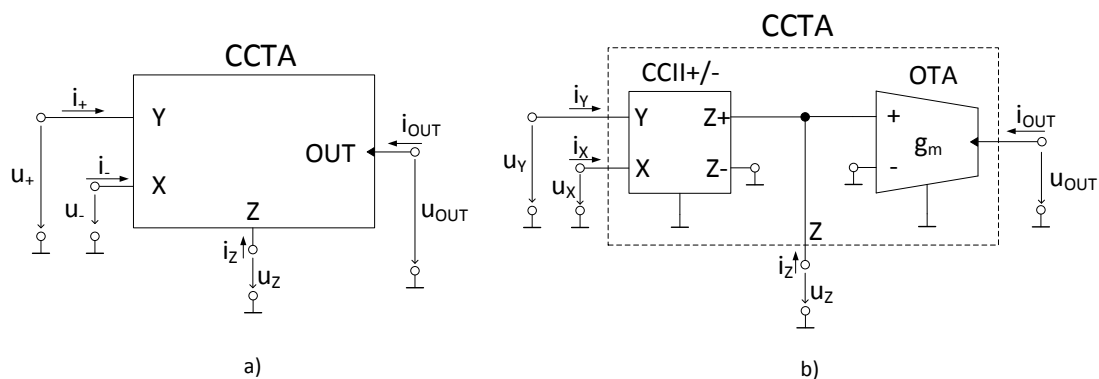 CCTA
i+
Y
u+
i-
X
u-
Z
iZ
uZ
OUT
iOUT
uOUT
a)
CCTA
CCII+/-
OTA
iY
Y
Z+
uY
iX
X
Z-
uX
+
-
gm
iOUT
uOUT
Z
iZ
uZ
b)